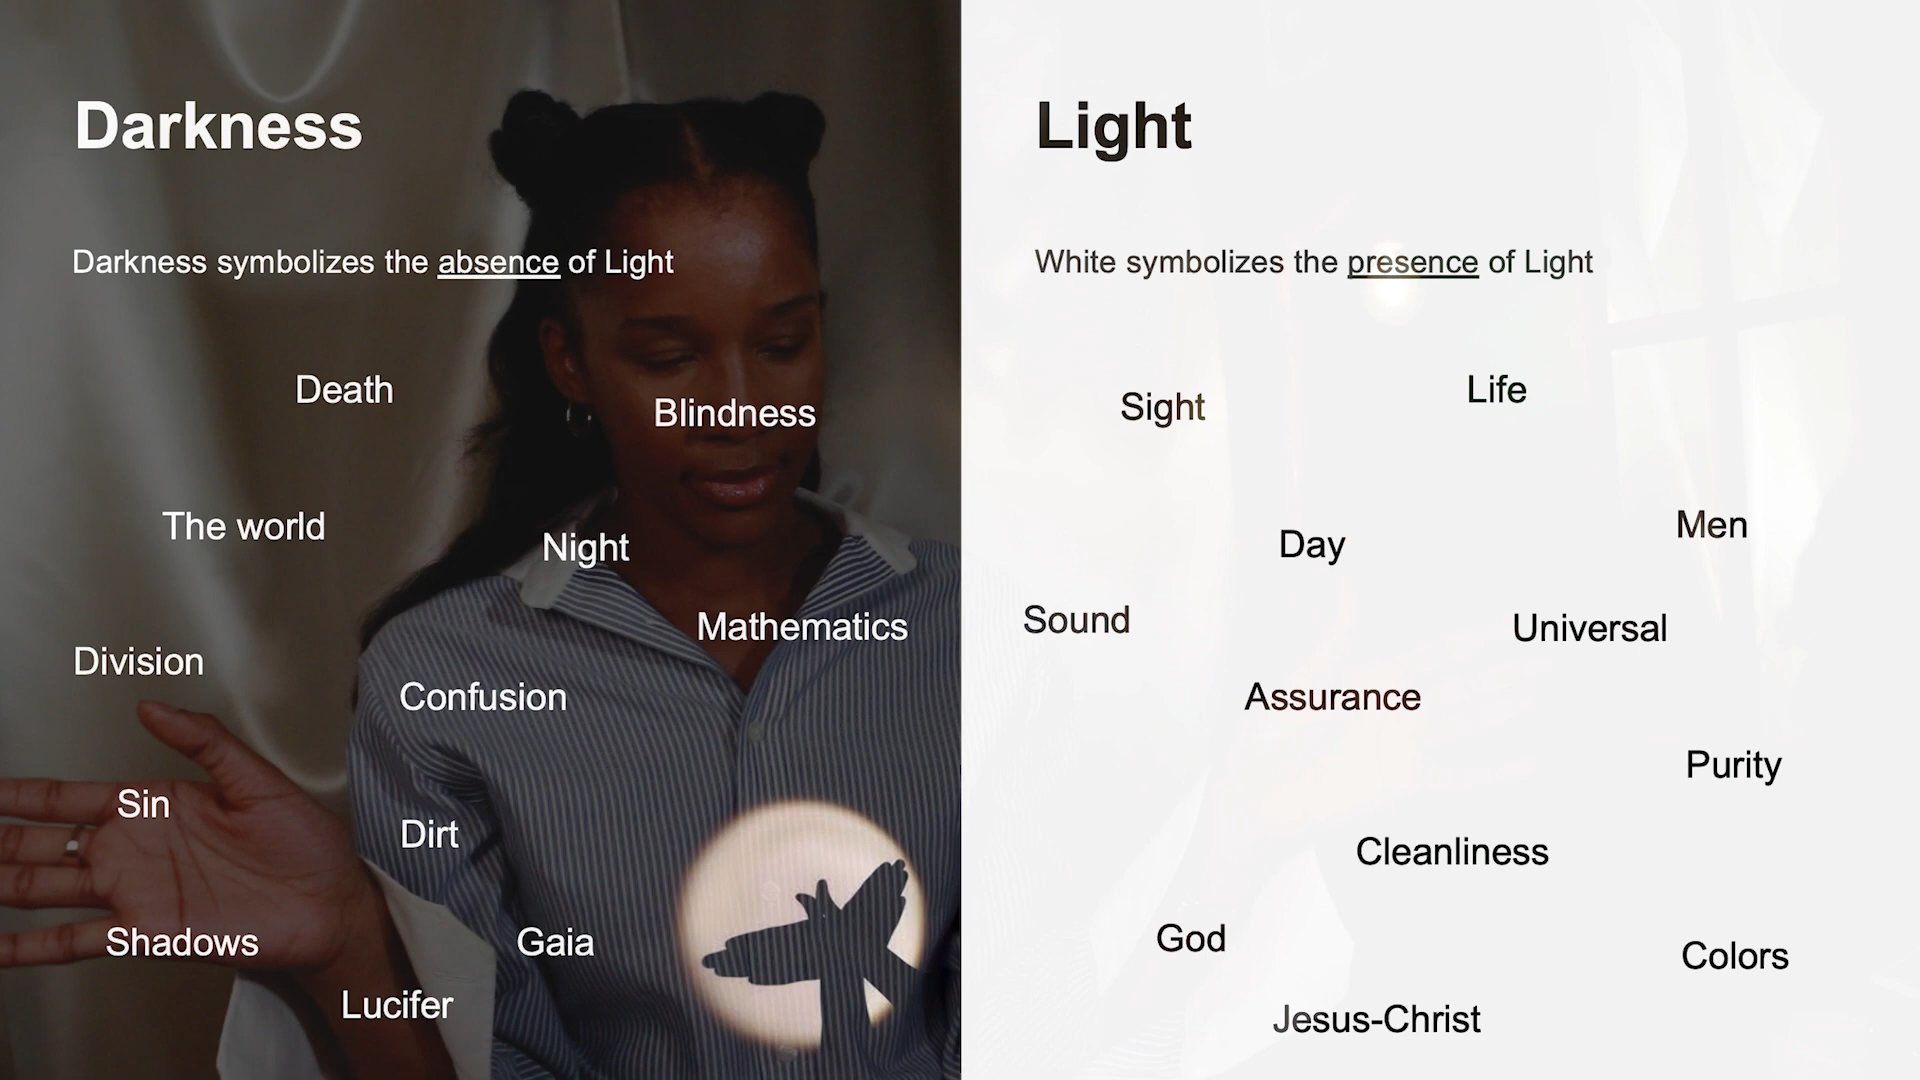 Darkness
Darkness symbolizes the absence of Light
Death
Blindness
The world
Night
Mathematics
Division
Confusion
Sin
Dirt
Shadows
Gaia
Lucifer
Light
White symbolizes the presence of Light
Sight
Life
Men
Day
Sound
Universal
Assurance
Purity
Cleanliness
God
Colors
Jesus-Christ